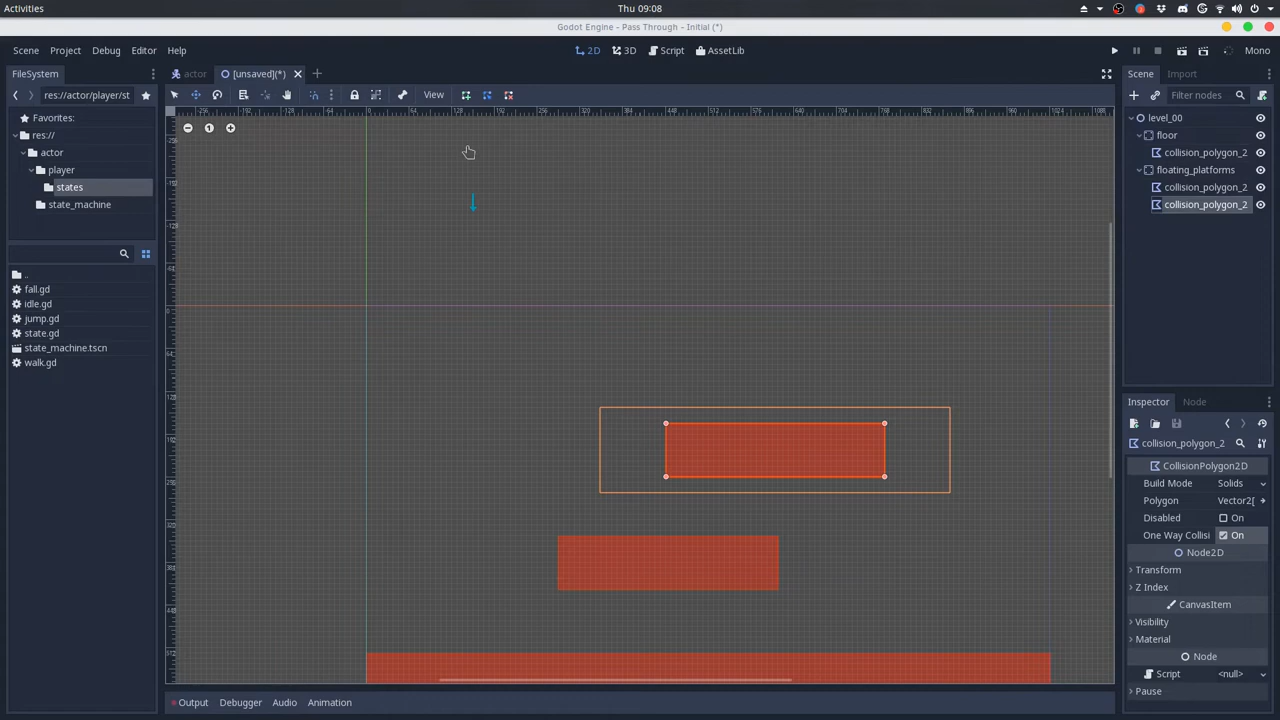 Activities
Thu 09:08
Godot Engine - Pass Through - Initial (*)
Scene Project Debug Editor Help
2D 3D Script AssetLib
Mono
FileSystem
actor
[unsaved](*)
Scene Import
res://actor/player/st
View
Filter nodes
Favorites:
res://
actor
player
states
state_machine
level_00
floor
collision_polygon_2
floating_platforms
collision_polygon_2
collision_polygon_2
..
fall.gd
idle.gd
jump.gd
state.gd
state_machine.tscn
walk.gd
Inspector Node
collision_polygon_2
CollisionPolygon2D
Build Mode Solids
Polygon Vector2[
Disabled On
One Way Collisi On
Node2D
Transform
Z Index
CanvasItem
Visibility
Material
Node
Script <null>
Pause
Output Debugger Audio Animation